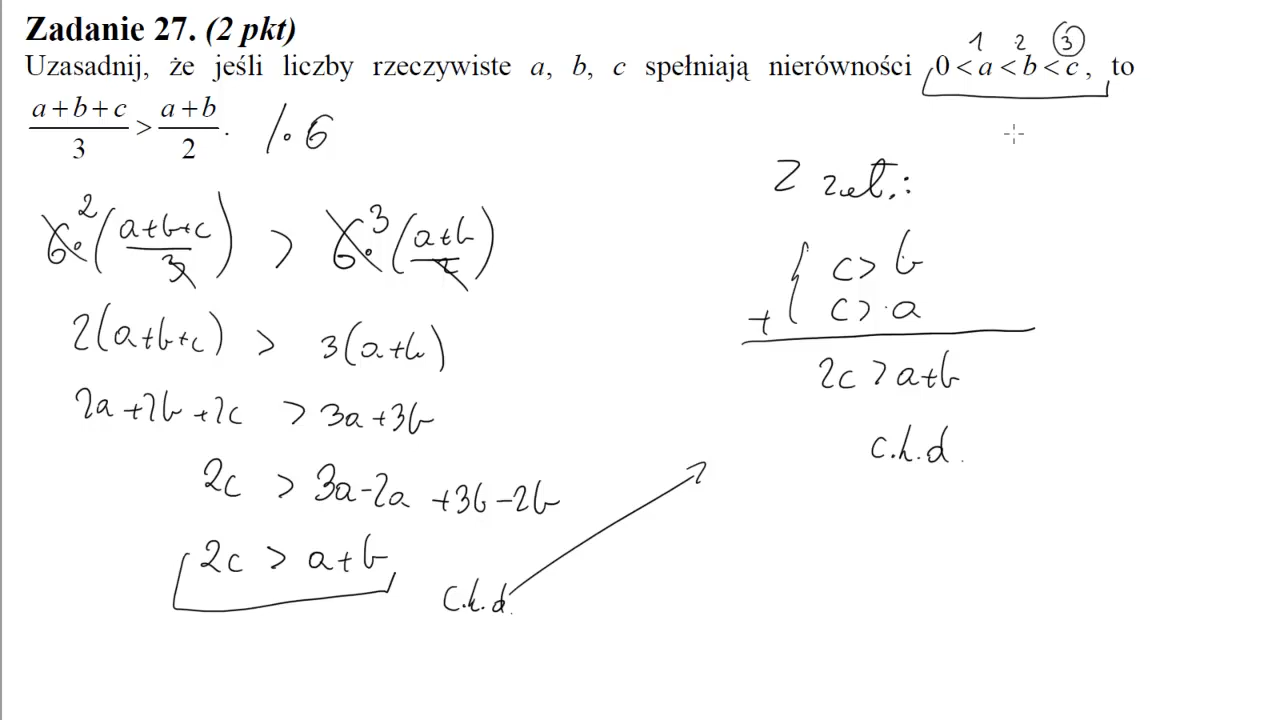 Zadanie 27. (2 pkt)
1 2 3
Uzasadnij, że jeśli liczby rzeczywiste a, b, c spełniają nierówności 0 < a < b < c, to
(a+b+c)/3 > (a+b)/2. /·6
6·² ((a+b+c)/3) > 6·³ ((a+b)/2)
2(a+b+c) > 3(a+b)
2a+2b+2c > 3a+3b
2c > 3a-2a +3b-2b
2c > a+b
c.k.d.
Z zał.:
c > b
+ c > a
2c > a+b
c.k.d.